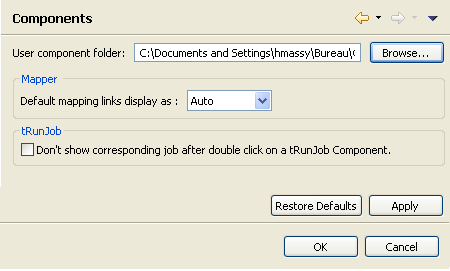 Components
User component folder: C:\Documents and Settings\hmassy\Bureau\ Browse...
Mapper
Default mapping links display as : Auto
tRunJob
Don't show corresponding job after double click on a tRunJob Component.
Restore Defaults Apply
OK Cancel